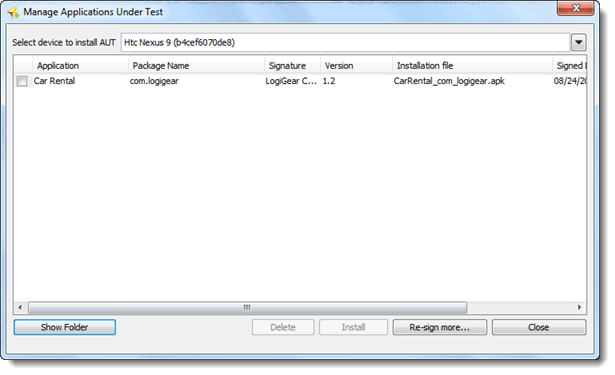 Manage Applications Under Test
Select device to install AUT Htc Nexus 9 (b4cef6070de8)
Application Package Name Signature Version Installation file Signed
Car Rental com.logigear LogiGear C... 1.2 CarRental_com_logigear.apk 08/24/20
Show Folder Delete Install Re-sign more... Close